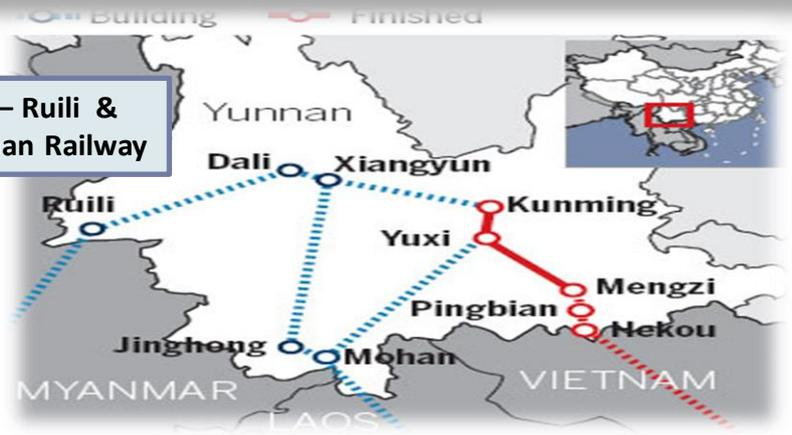 Building Finished
– Ruili &
an Railway
Yunnan
Dali
Xiangyun
Ruili
Kunming
Yuxi
Mengzi
Pingbian
Hekou
Jinghong
Mohan
MYANMAR
VIETNAM
LAOS